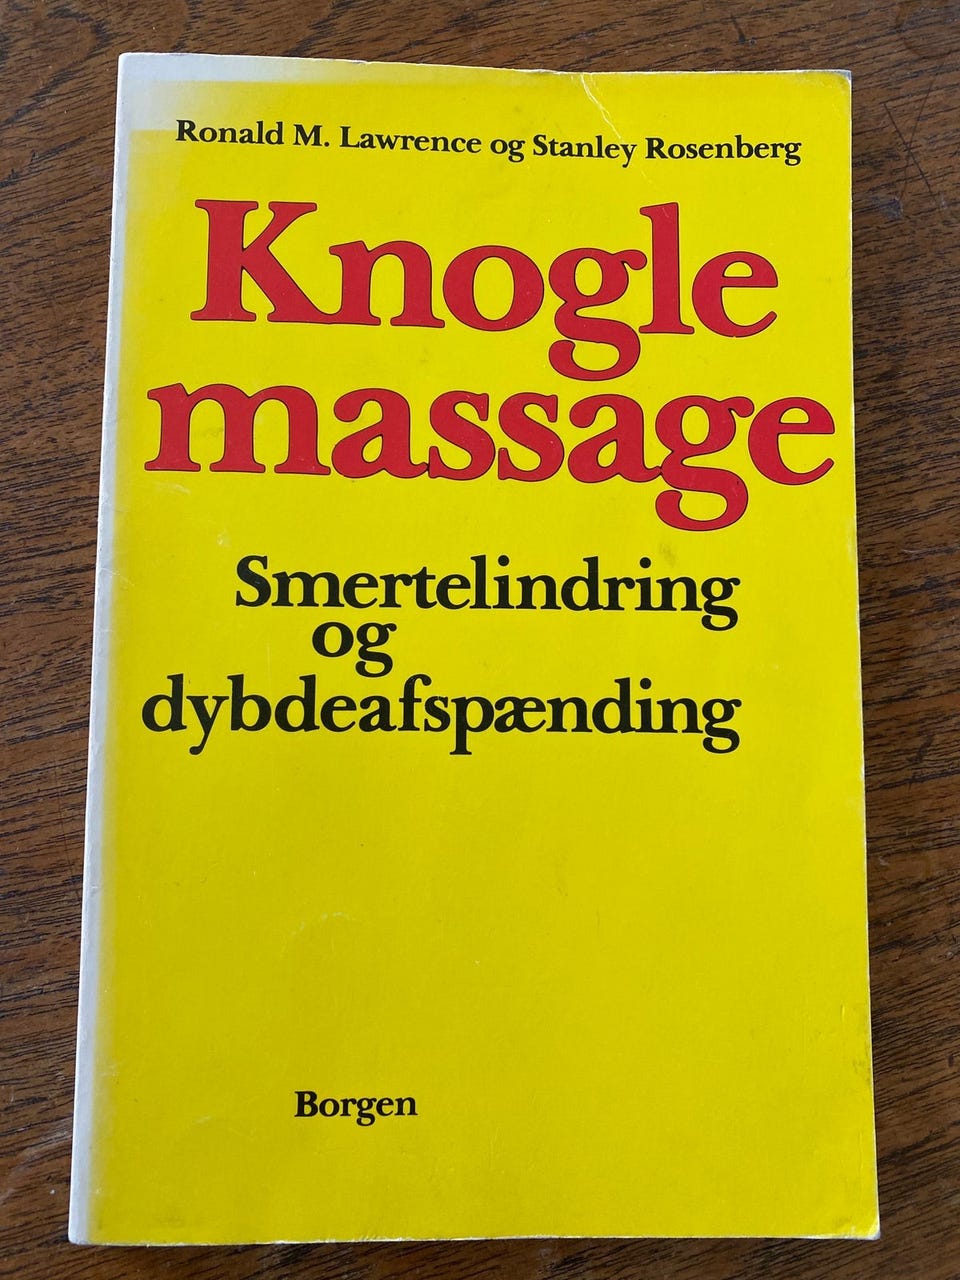 Ronald M. Lawrence og Stanley Rosenberg
Knogle
massage
Smertelindring
og
dybdeafspænding
Borgen